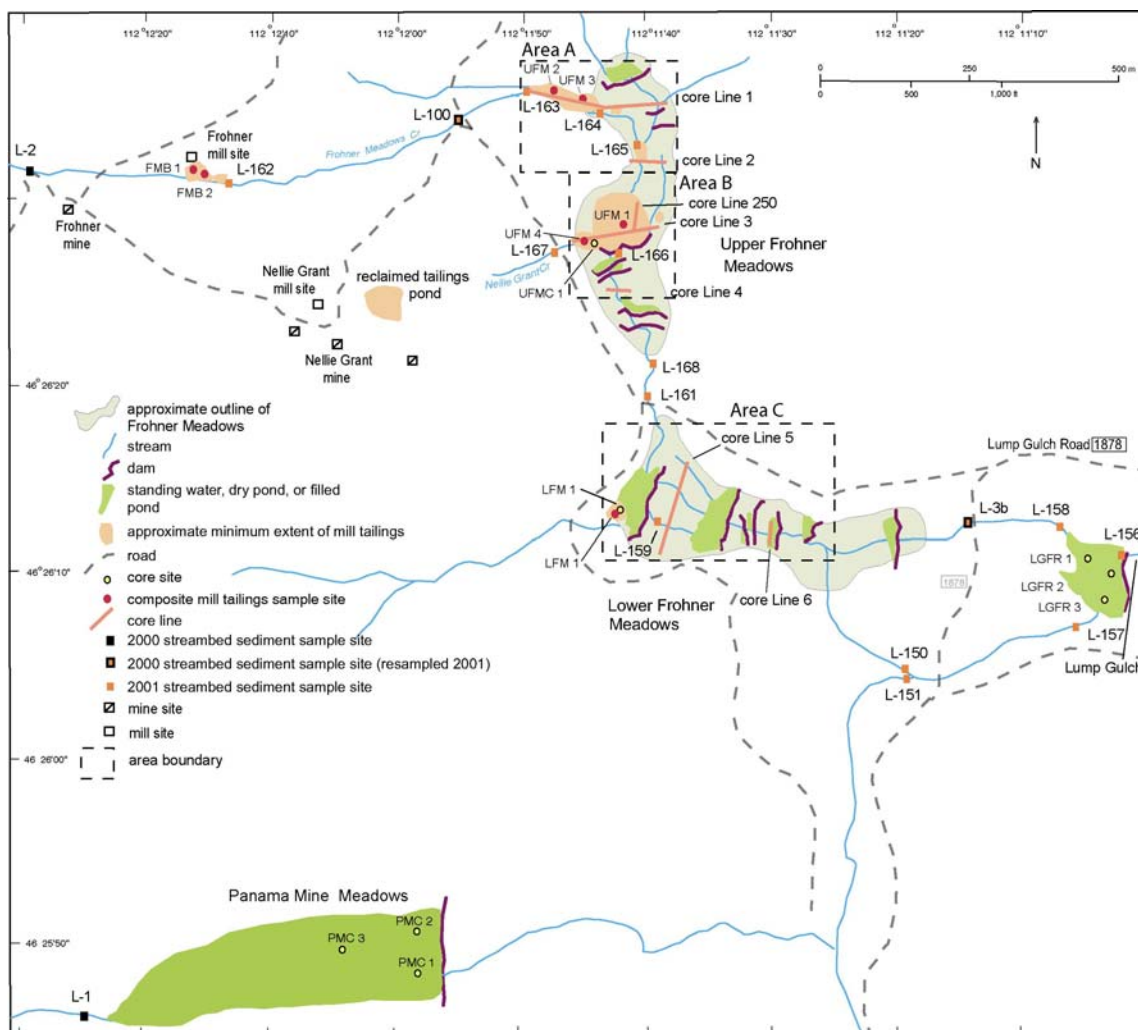 112°12'20"
112°12'40"
112°12'00"
112°11'50"
112°11'40"
112°11'20"
112°11'10"
Area A
UFM 2
UFM 3
0
250
500 m
0
500
1,000 ft
core Line 1
L-163
L-164
L-100
L-165
core Line 2
N
Frohner Meadows Cr
L-2
Frohner
mill site
FMB 1
FMB 2
L-162
Frohner
mine
Area B
core Line 250
UFM 1
core Line 3
UFM 4
L-167
L-166
Upper Frohner
Meadows
Nellie Grant Cr
UFMC 1
core Line 4
Nellie Grant
mill site
reclaimed tailings
pond
Nellie Grant
mine
L-168
L-161
46°26'20"
approximate outline of
Frohner Meadows
stream
dam
standing water, dry pond, or filled
pond
approximate minimum extent of mill tailings
road
core site
composite mill tailings sample site
core line
2000 streambed sediment sample site
2000 streambed sediment sample site (resampled 2001)
2001 streambed sediment sample site
mine site
mill site
area boundary
Area C
core Line 5
Lump Gulch Road 1878
LFM 1
L-159
LFM 1
L-3b
L-158
L-156
LGFR 1
LGFR 2
LGFR 3
46°26'10"
1878
core Line 6
Lower Frohner
Meadows
L-157
L-150
L-151
Lump Gulch
46 26'00"
Panama Mine Meadows
PMC 2
PMC 3
PMC 1
46 25'50"
L-1